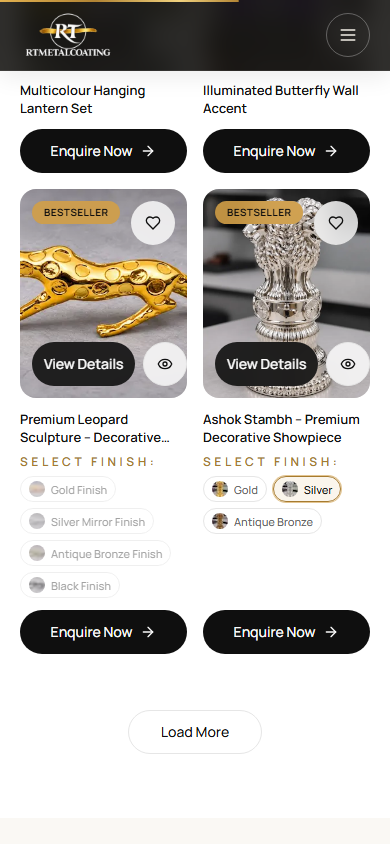 RT
RTMETALCOATING
Multicolour Hanging
Lantern Set
Illuminated Butterfly Wall
Accent
Enquire Now
Enquire Now
BESTSELLER
BESTSELLER
View Details
View Details
Premium Leopard
Sculpture – Decorative...
Ashok Stambh – Premium
Decorative Showpiece
SELECT FINISH:
SELECT FINISH:
Gold Finish
Silver Mirror Finish
Antique Bronze Finish
Black Finish
Gold
Silver
Antique Bronze
Enquire Now
Enquire Now
Load More